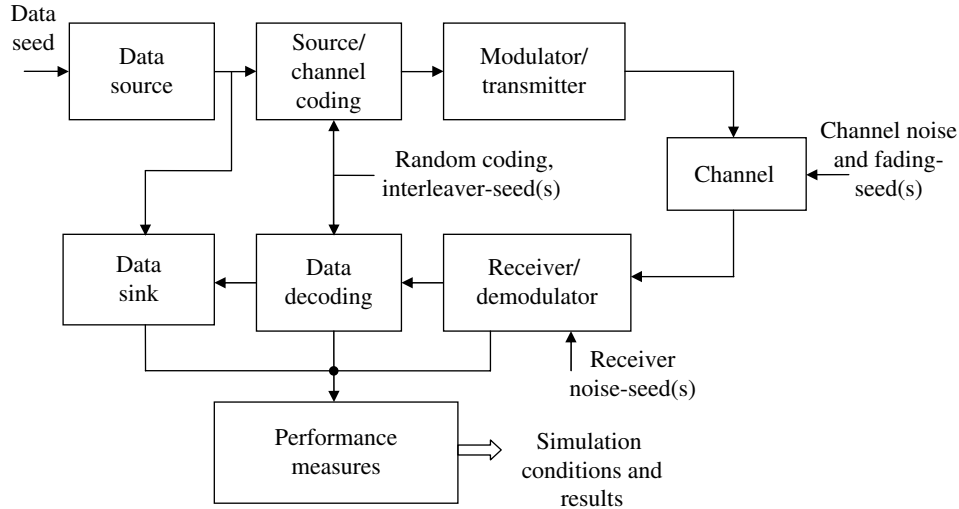 Data
seed
Data
source
Source/
channel
coding
Modulator/
transmitter
Channel
Channel noise
and fading-
seed(s)
Random coding,
interleaver-seed(s)
Data
sink
Data
decoding
Receiver/
demodulator
Receiver
noise-seed(s)
Performance
measures
Simulation
conditions and
results